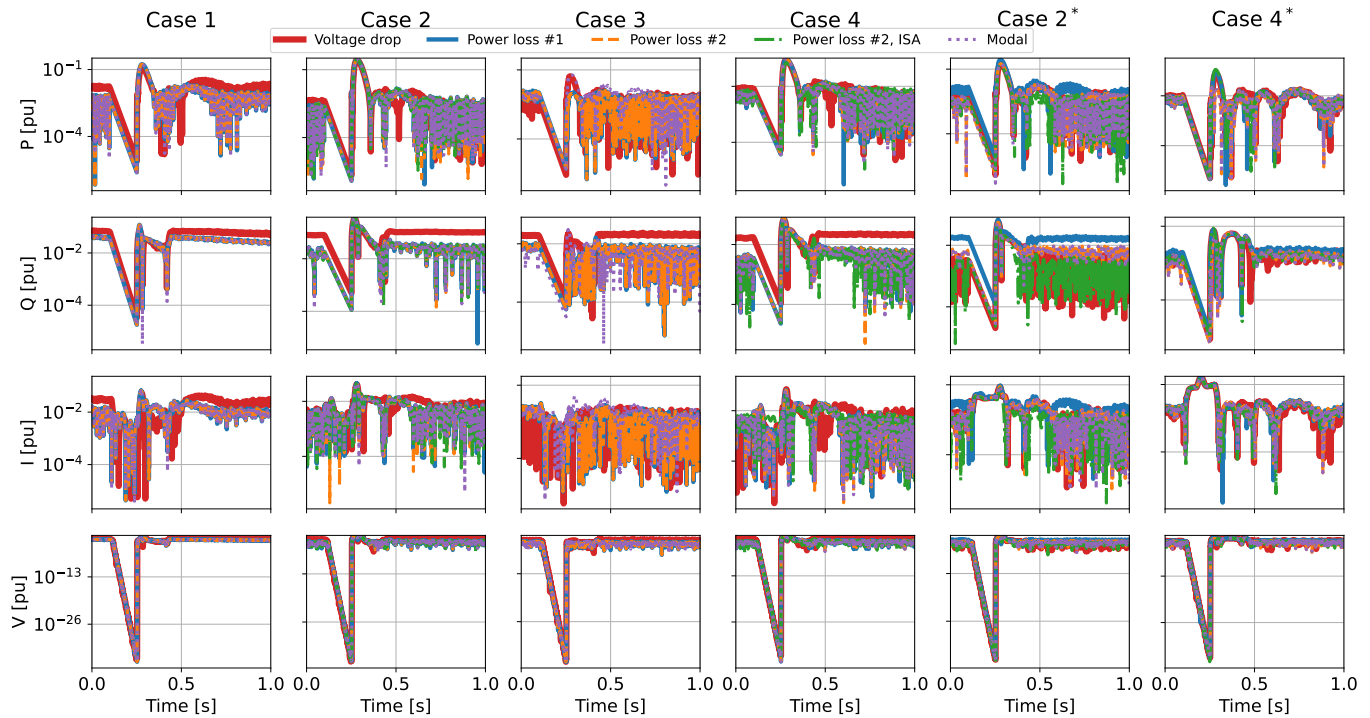 Case 1 Case 2 Case 3 Case 4 Case 2* Case 4*
Voltage drop Power loss #1 Power loss #2 Power loss #2, ISA Modal
P [pu]
10⁻¹
10⁻⁴
Q [pu]
10⁻²
10⁻⁴
I [pu]
10⁻²
10⁻⁴
V [pu]
10⁻¹³
10⁻²⁶
0.0 0.5 1.0 0.0 0.5 1.0 0.0 0.5 1.0 0.0 0.5 1.0 0.0 0.5 1.0 0.0 0.5 1.0
Time [s] Time [s] Time [s] Time [s] Time [s] Time [s]